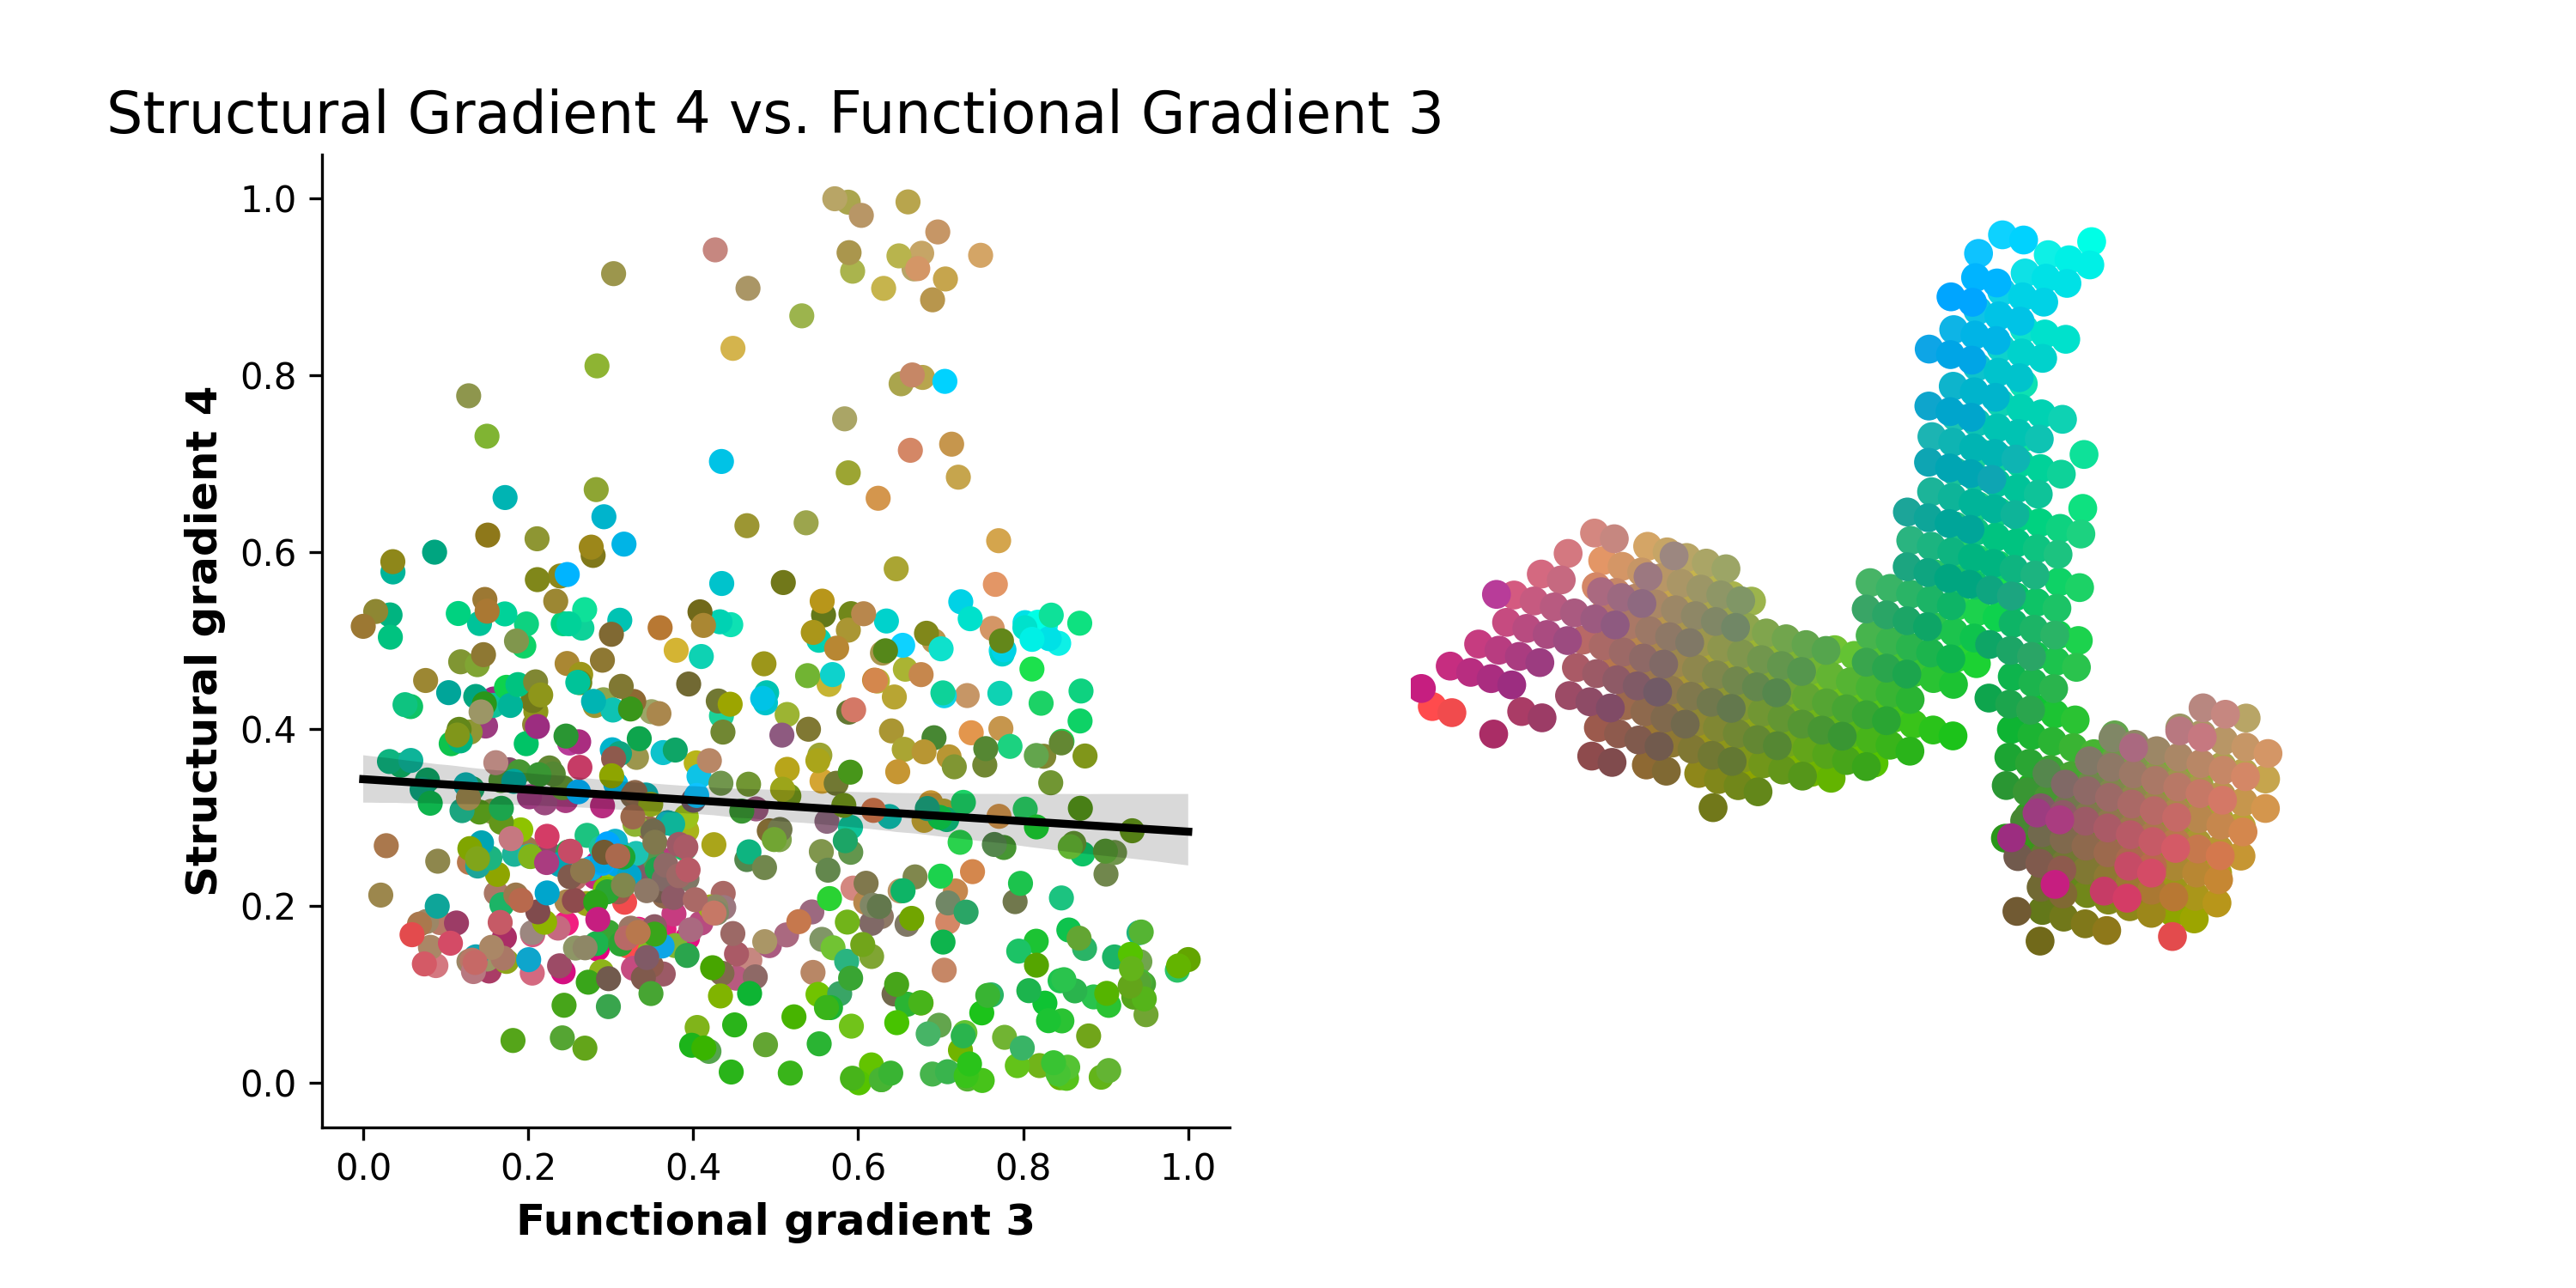 Structural Gradient 4 vs. Functional Gradient 3
1.0
0.8
0.6
0.4
0.2
0.0
Structural gradient 4
0.0 0.2 0.4 0.6 0.8 1.0
Functional gradient 3